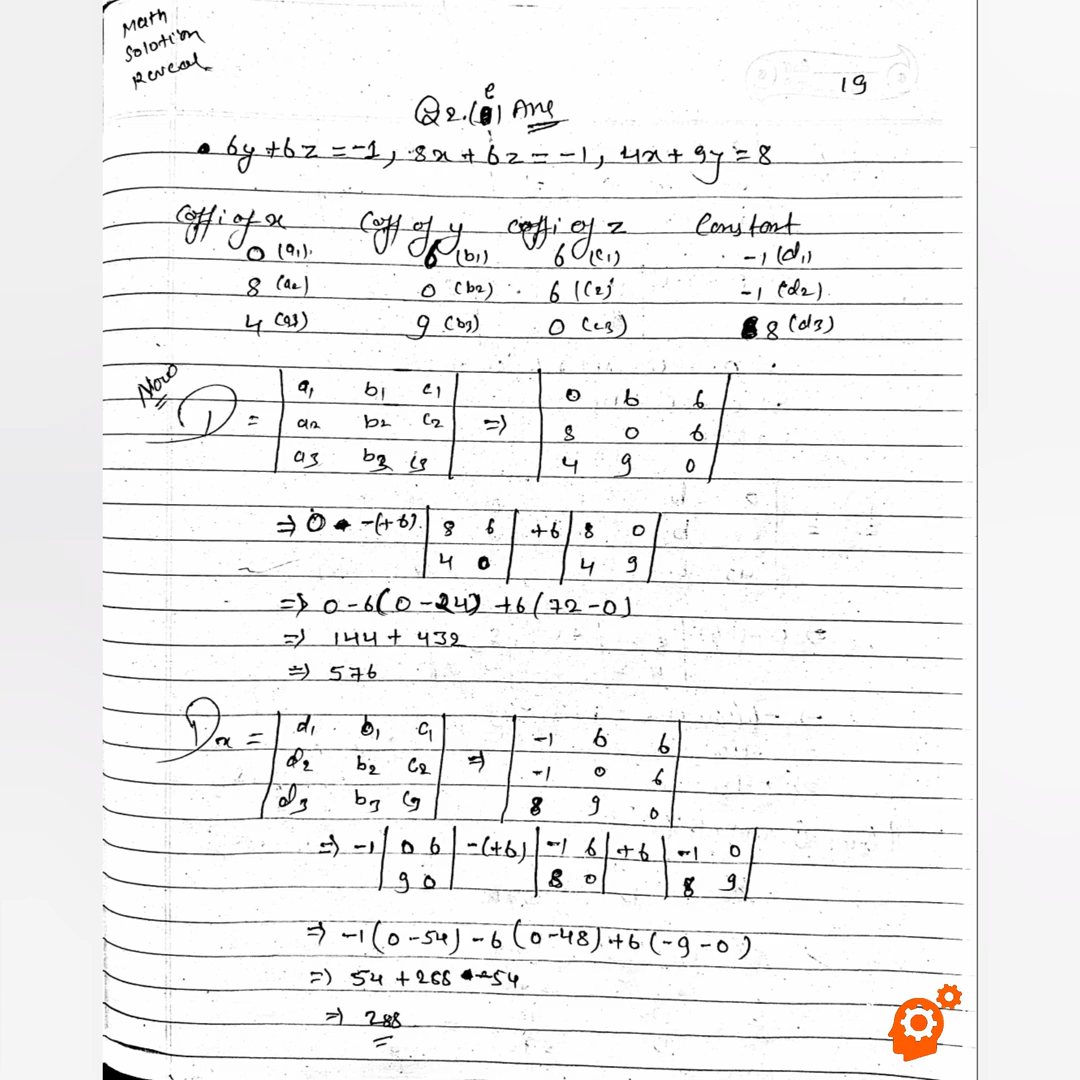 Math
Solution
Reveal
19
Q2.(e) Ans
6y+6z=-1, 8x+6z=-1, 4x+9y=8
Coffi of x Coff of y Coffi of z Constant
0 (a1) 6 (b1) 6 (c1) -1 (d1)
8 (a2) 0 (b2) 6 (c2) -1 (d2)
4 (a3) 9 (b3) 0 (c3) 8 (d3)
Now
D = | a1 b1 c1 | ⇒ | 0 6 6 |
| a2 b2 c2 | | 8 0 6 |
| a3 b3 c3 | | 4 9 0 |
⇒ 0 -(+6) | 8 6 | +6 | 8 0 |
| 4 0 | | 4 9 |
⇒ 0-6(0-24) +6(72-0)
⇒ 144 + 432
⇒ 576
Dx = | d1 b1 c1 | ⇒ | -1 6 6 |
| d2 b2 c2 | | -1 0 6 |
| d3 b3 c3 | | 8 9 0 |
⇒ -1 | 0 6 | -(+6) | -1 6 | +6 | -1 0 |
| 9 0 | | 8 0 | | 8 9 |
⇒ -1(0-54) -6(0-48) +6(-9-0)
⇒ 54 + 288 -54
⇒ 288